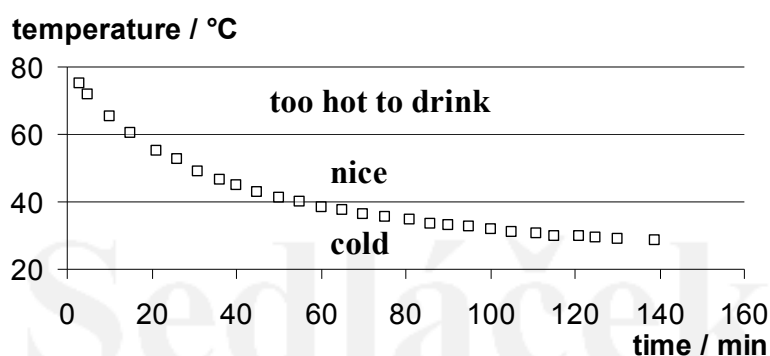 temperature / °C
80
too hot to drink
60
nice
40
cold
20
0 20 40 60 80 100 120 140 160
time / min
Sedláček